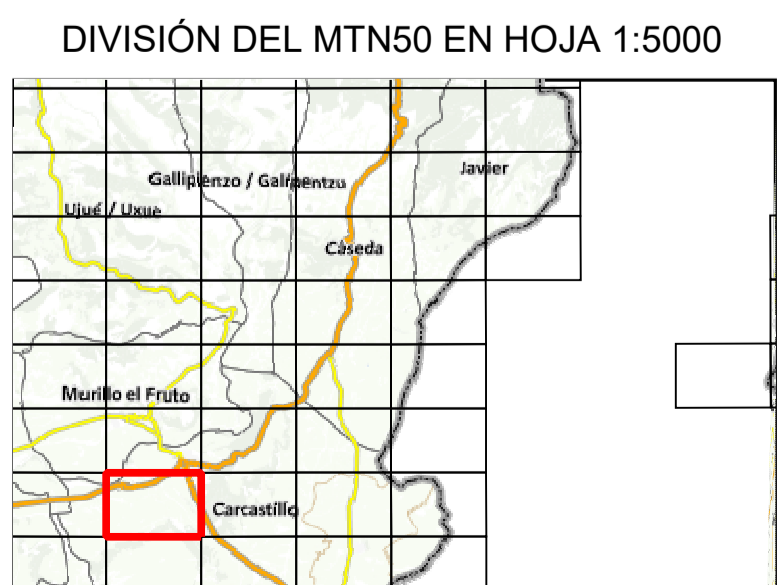 DIVISIÓN DEL MTN50 EN HOJA 1:5000
Javier
Gallipienzo / Galipentzu
Ujué / Uxue
Cáseda
Murillo el Fruto
Carcastillo